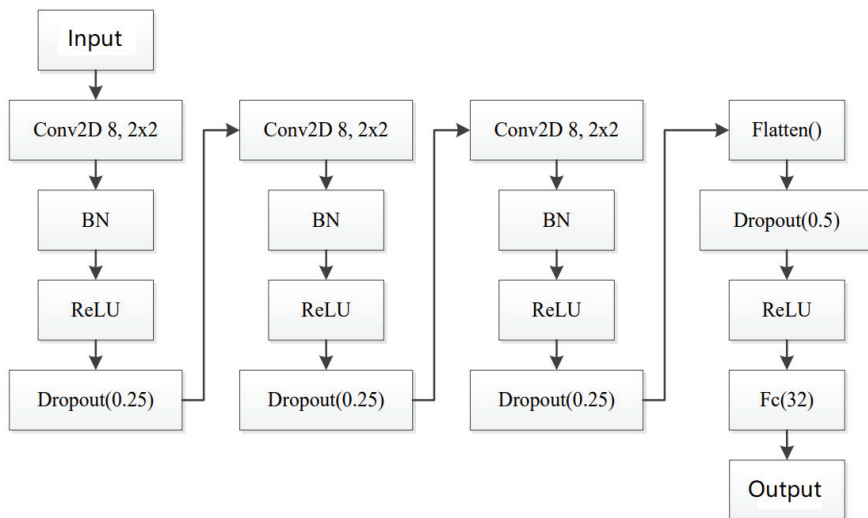 Input
Conv2D 8, 2x2
BN
ReLU
Dropout(0.25)
Conv2D 8, 2x2
BN
ReLU
Dropout(0.25)
Conv2D 8, 2x2
BN
ReLU
Dropout(0.25)
Flatten()
Dropout(0.5)
ReLU
Fc(32)
Output